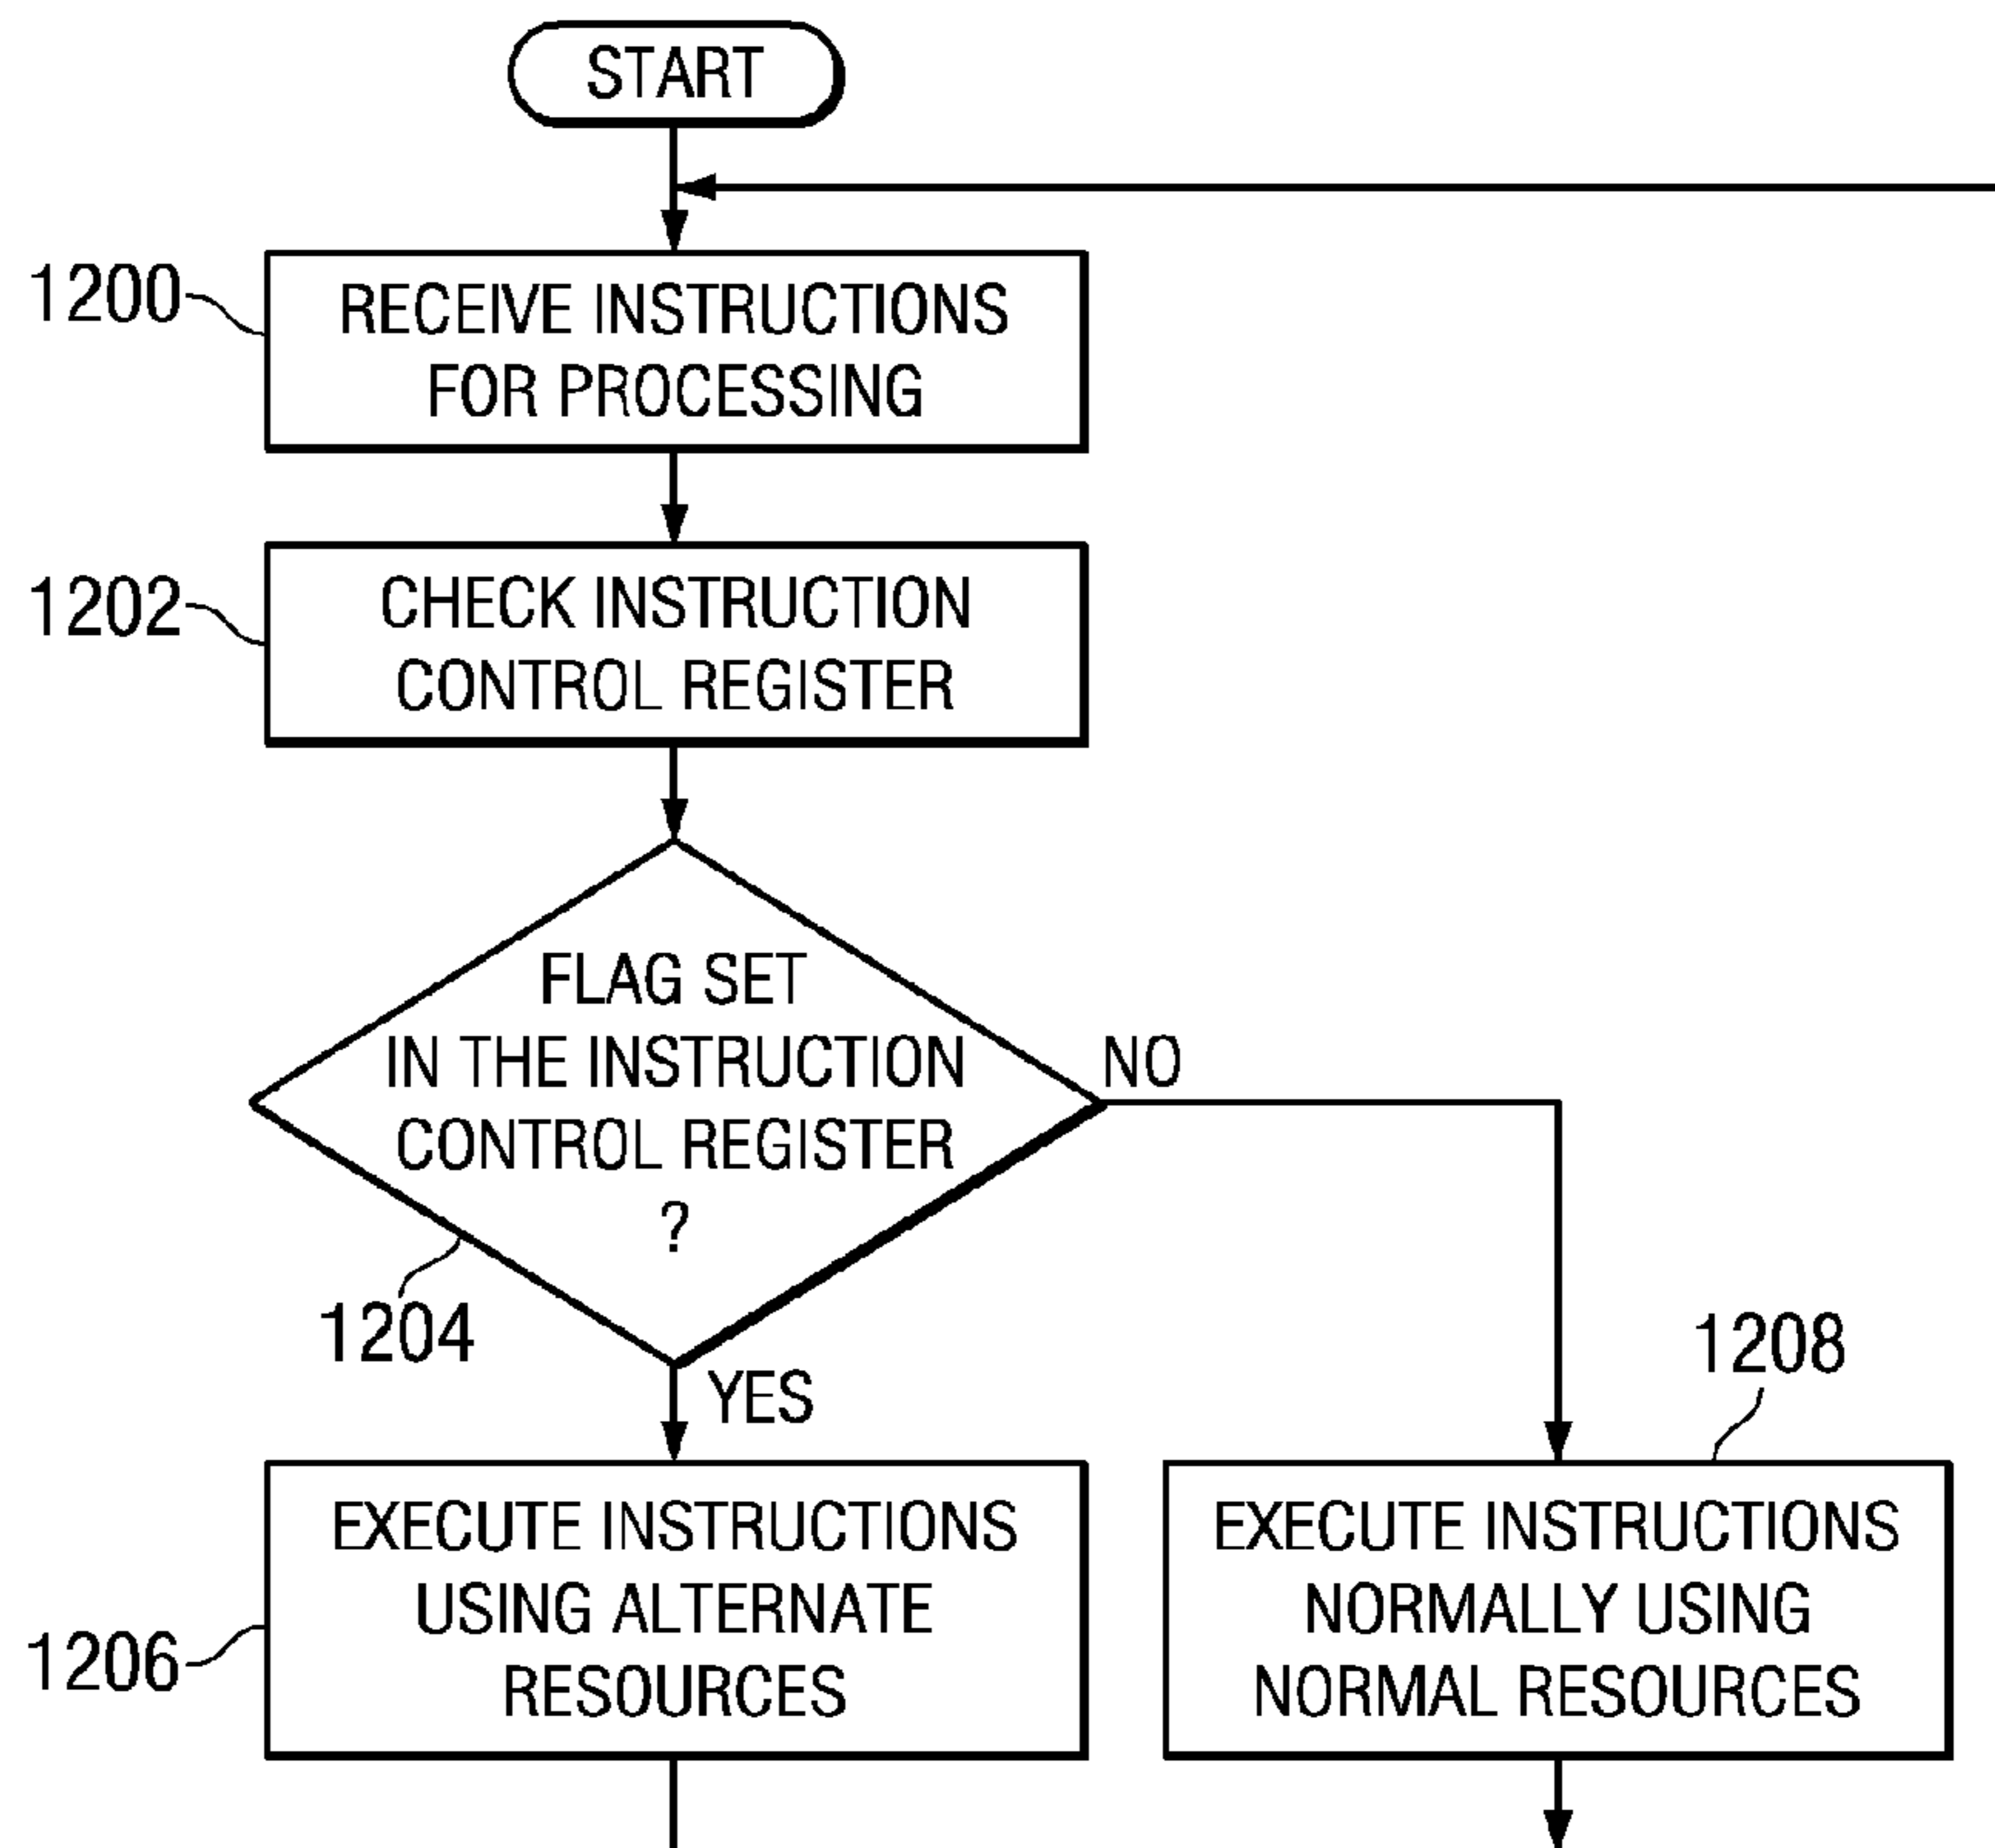 START
1200
RECEIVE INSTRUCTIONS
FOR PROCESSING
1202
CHECK INSTRUCTION
CONTROL REGISTER
FLAG SET
IN THE INSTRUCTION
CONTROL REGISTER
?
NO
1204
YES
1208
EXECUTE INSTRUCTIONS
USING ALTERNATE
RESOURCES
1206
EXECUTE INSTRUCTIONS
NORMALLY USING
NORMAL RESOURCES